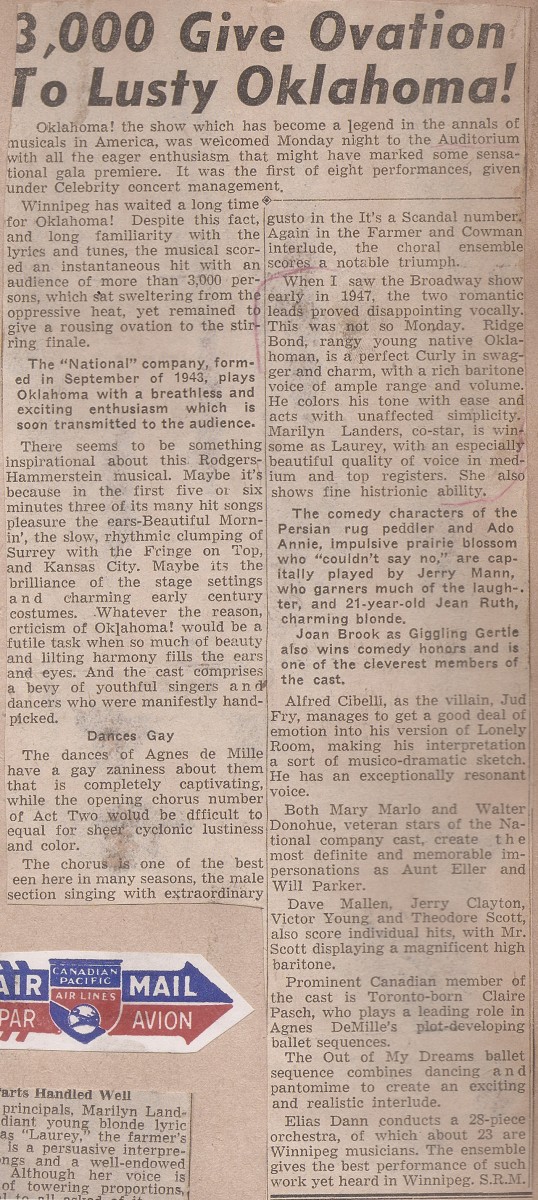 3,000 Give Ovation
To Lusty Oklahoma!
Oklahoma! the show which has become a legend in the annals of
musicals in America, was welcomed Monday night to the Auditorium
with all the eager enthusiasm that might have marked some sensa-
tional gala premiere. It was the first of eight performances, given
under Celebrity concert management.
Winnipeg has waited a long time
for Oklahoma! Despite this fact,
and long familiarity with the
lyrics and tunes, the musical scor-
ed an instantaneous hit with an
audience of more than 3,000 per-
sons, which sat sweltering from the
oppressive heat, yet remained to
give a rousing ovation to the stir-
ring finale.
The "National" company, form-
ed in September of 1943, plays
Oklahoma with a breathless and
exciting enthusiasm which is
soon transmitted to the audience.
There seems to be something
inspirational about this Rodgers-
Hammerstein musical. Maybe it's
because in the first five or six
minutes three of its many hit songs
pleasure the ears-Beautiful Morn-
in', the slow, rhythmic clumping of
Surrey with the Fringe on Top,
and Kansas City. Maybe its the
brilliance of the stage settings
and charming early century
costumes. Whatever the reason,
crticism of Oklahoma! would be a
futile task when so much of beauty
and lilting harmony fills the ears
and eyes. And the cast comprises
a bevy of youthful singers and
dancers who were manifestly hand-
picked.
Dances Gay
The dances of Agnes de Mille
have a gay zaniness about them
that is completely captivating,
while the opening chorus number
of Act Two wolud be dfficult to
equal for sheer cyclonic lustiness
and color.
The chorus is one of the best
een here in many seasons, the male
section singing with extraordinary
gusto in the It's a Scandal number.
Again in the Farmer and Cowman
interlude, the choral ensemble
scores a notable triumph.
When I saw the Broadway show
early in 1947, the two romantic
leads proved disappointing vocally.
This was not so Monday. Ridge
Bond, rangy young native Okla-
homan, is a perfect Curly in swag-
ger and charm, with a rich baritone
voice of ample range and volume.
He colors his tone with ease and
acts with unaffected simplicity.
Marilyn Landers, co-star, is win-
some as Laurey, with an especially
beautiful quality of voice in med-
ium and top registers. She also
shows fine histrionic ability.
The comedy characters of the
Persian rug peddler and Ado
Annie, impulsive prairie blossom
who "couldn't say no," are cap-
itally played by Jerry Mann,
who garners much of the laugh-
ter, and 21-year-old Jean Ruth,
charming blonde.
Joan Brook as Giggling Gertie
also wins comedy honors and is
one of the cleverest members of
the cast.
Alfred Cibelli, as the villain, Jud
Fry, manages to get a good deal of
emotion into his version of Lonely
Room, making his interpretation
a sort of musico-dramatic sketch.
He has an exceptionally resonant
voice.
Both Mary Marlo and Walter
Donohue, veteran stars of the Na-
tional company cast, create the
most definite and memorable im-
personations as Aunt Eller and
Will Parker.
Dave Mallen, Jerry Clayton,
Victor Young and Theodore Scott,
also score individual hits, with Mr.
Scott displaying a magnificent high
baritone.
Prominent Canadian member of
the cast is Toronto-born Claire
Pasch, who plays a leading role in
Agnes DeMille's plot-developing
ballet sequences.
The Out of My Dreams ballet
sequence combines dancing and
pantomime to create an exciting
and realistic interlude.
Elias Dann conducts a 28-piece
orchestra, of which about 23 are
Winnipeg musicians. The ensemble
gives the best performance of such
work yet heard in Winnipeg. S.R.M.
AIR MAIL
CANADIAN
PACIFIC
AIR LINES
PAR AVION
arts Handled Well
principals, Marilyn Land-
diant young blonde lyric
as "Laurey," the farmer's
is a persuasive interpre-
ngs and a well-endowed
Although her voice is
of towering proportions,